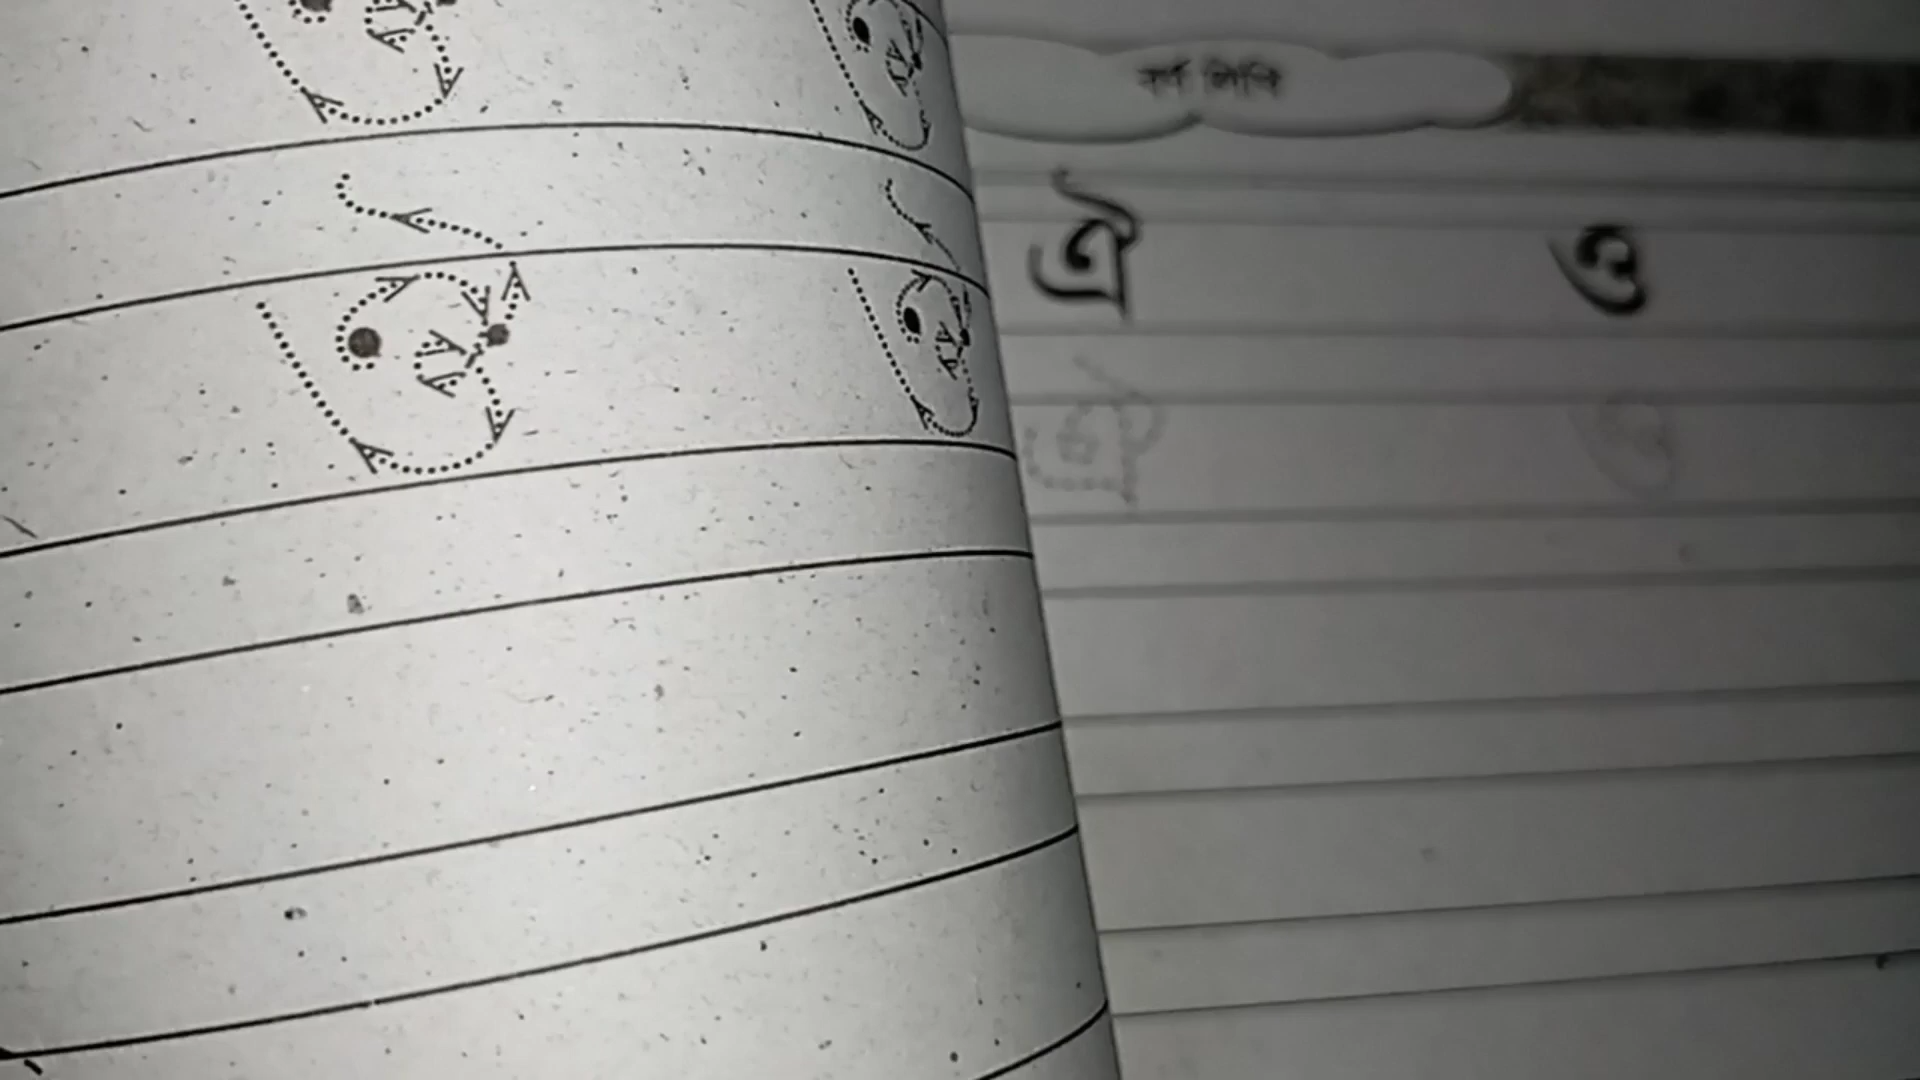 ঔ ঔ
ঔ ঔ
বর্ণ লিপি
ঐ ও
ঐ ও